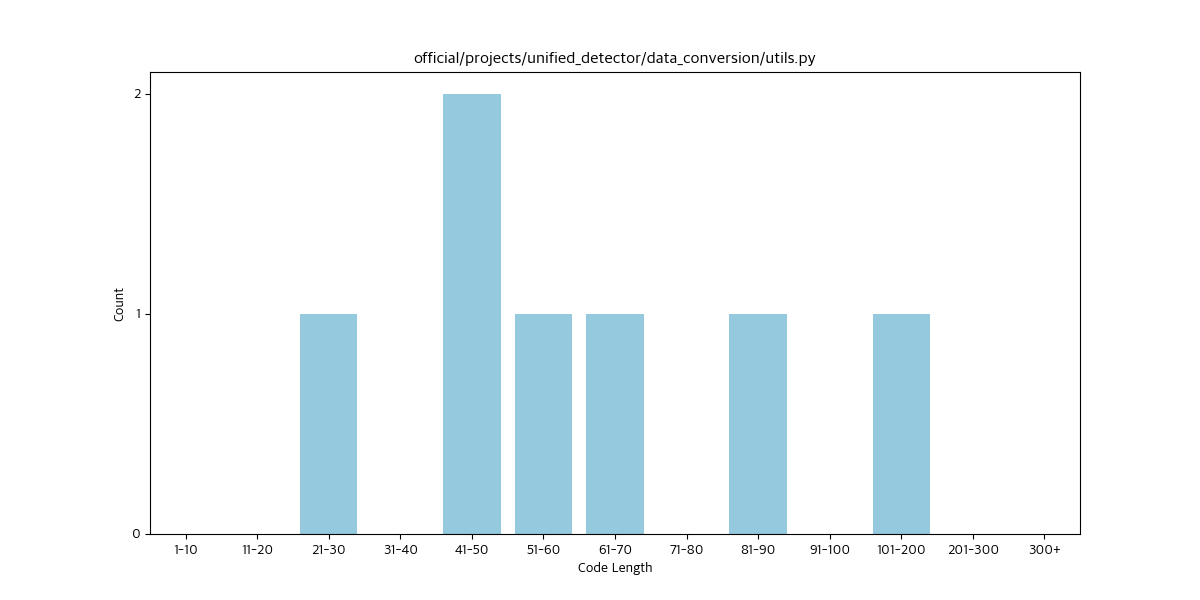 official/projects/unified_detector/data_conversion/utils.py
2
1
0
Count
1-10 11-20 21-30 31-40 41-50 51-60 61-70 71-80 81-90 91-100 101-200 201-300 300+
Code Length